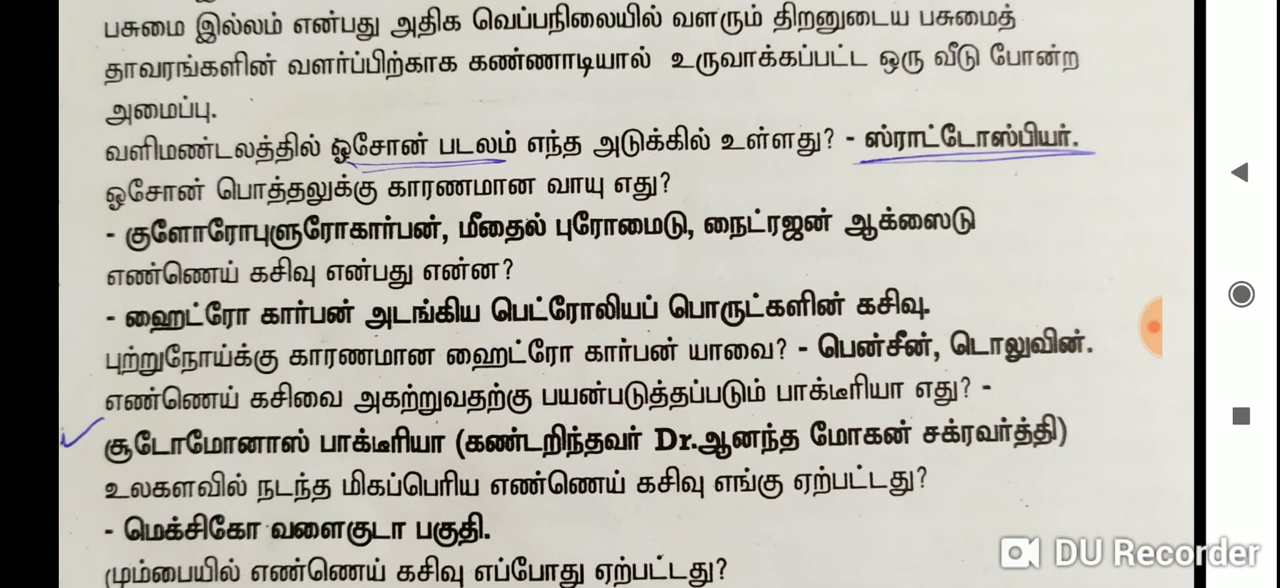 பசுமை இல்லம் என்பது அதிக வெப்பநிலையில் வளரும் திறனுடைய பசுமைத்
தாவரங்களின் வளர்ப்பிற்காக கண்ணாடியால் உருவாக்கப்பட்ட ஒரு வீடு போன்ற
அமைப்பு.
வளிமண்டலத்தில் ஓசோன் படலம் எந்த அடுக்கில் உள்ளது? - ஸ்ராட்டோஸ்பியர்.
ஓசோன் பொத்தலுக்கு காரணமான வாயு எது?
- குளோரோபுளுரோகார்பன், மீதைல் புரோமைடு, நைட்ரஜன் ஆக்ஸைடு
எண்ணெய் கசிவு என்பது என்ன?
- ஹைட்ரோ கார்பன் அடங்கிய பெட்ரோலியப் பொருட்களின் கசிவு.
புற்றுநோய்க்கு காரணமான ஹைட்ரோ கார்பன் யாவை? - பென்சீன், டொலுவின்.
எண்ணெய் கசிவை அகற்றுவதற்கு பயன்படுத்தப்படும் பாக்டீரியா எது? -
சூடோமோனாஸ் பாக்டீரியா (கண்டறிந்தவர் Dr.ஆனந்த மோகன் சக்ரவர்த்தி)
உலகளவில் நடந்த மிகப்பெரிய எண்ணெய் கசிவு எங்கு ஏற்பட்டது?
- மெக்சிகோ வளைகுடா பகுதி.
மும்பையில் எண்ணெய் கசிவு எப்போது ஏற்பட்டது?
DU Recorder